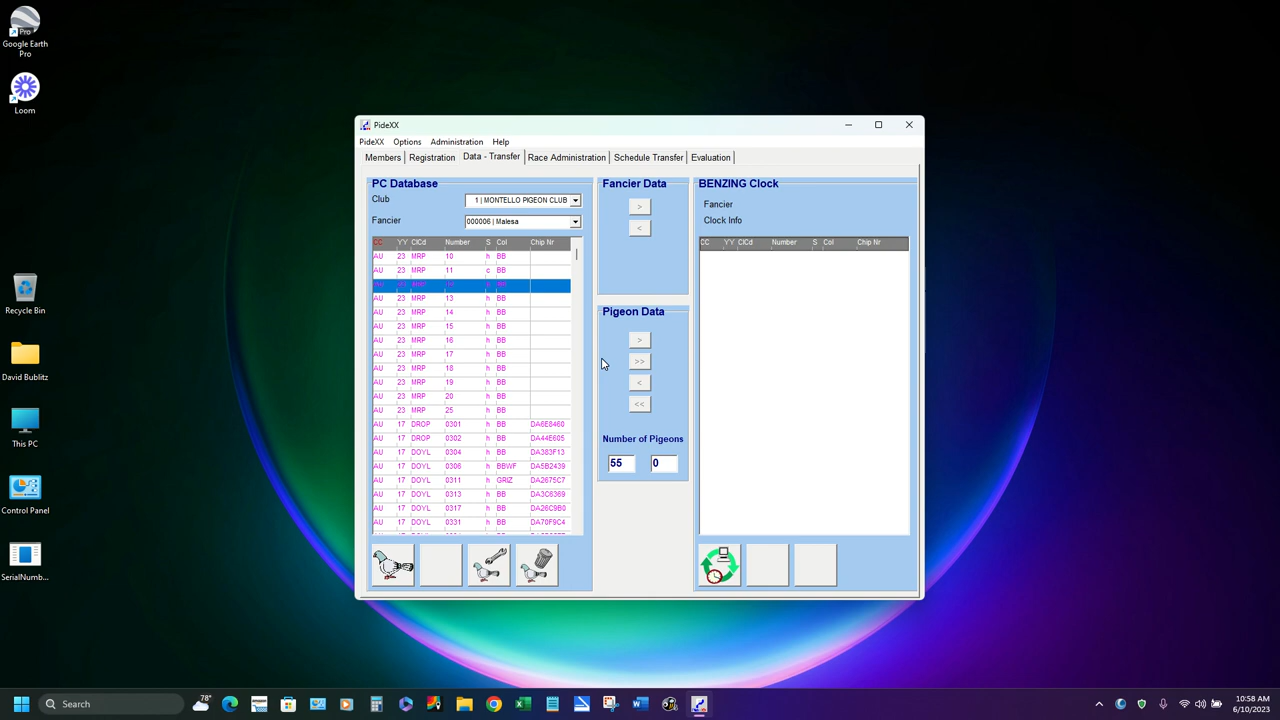 Pro
Google Earth
Pro
Loom
Recycle Bin
David Bublitz
This PC
Control Panel
SerialNumb...
PideXX
PideXX Options Administration Help
Members Registration Data - Transfer Race Administration Schedule Transfer Evaluation
PC Database
Club 1 | MONTELLO PIGEON CLUB
Fancier 000006 | Malesa
CC YY ClCd Number S Col Chip Nr
AU 23 MRP 10 h BB
AU 23 MRP 11 c BB
AU 23 MRP BB
AU 23 MRP 13 h BB
AU 23 MRP 14 h BB
AU 23 MRP 15 h BB
AU 23 MRP 16 h BB
AU 23 MRP 17 h BB
AU 23 MRP 18 h BB
AU 23 MRP 19 h BB
AU 23 MRP 20 h BB
AU 23 MRP 25 h BB
AU 17 DROP 0301 h BB DA6E8460
AU 17 DROP 0302 h BB DA44E605
AU 17 DOYL 0304 h BB DA383F13
AU 17 DOYL 0306 h BBWF DA5B2439
AU 17 DOYL 0311 h GRIZ DA2675C7
AU 17 DOYL 0313 h BB DA3C6369
AU 17 DOYL 0317 h BB DA26C9B0
AU 17 DOYL 0331 h BB DA70F9C4
Fancier Data
>
<
Pigeon Data
>
>>
<
<<
Number of Pigeons
55 0
BENZING Clock
Fancier
Clock Info
CC YY ClCd Number S Col Chip Nr
Search
78°
10:58 AM
6/10/2023